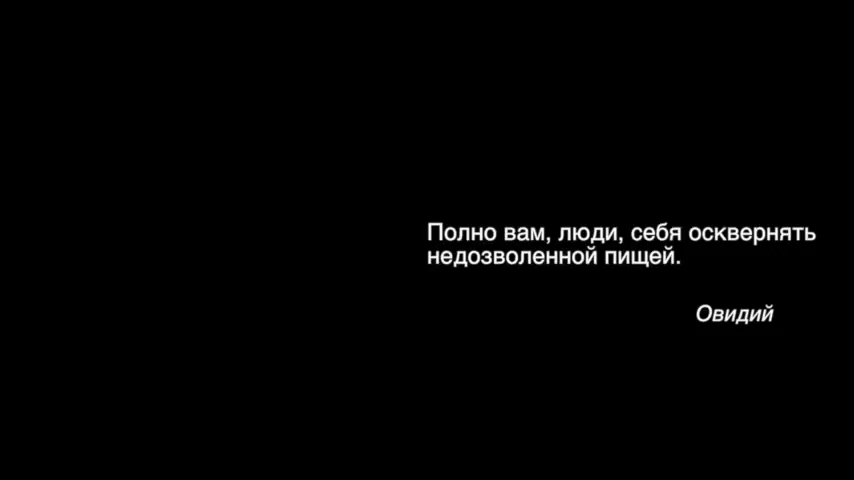 Полно вам, люди, себя осквернять
недозволенной пищей.
Овидий